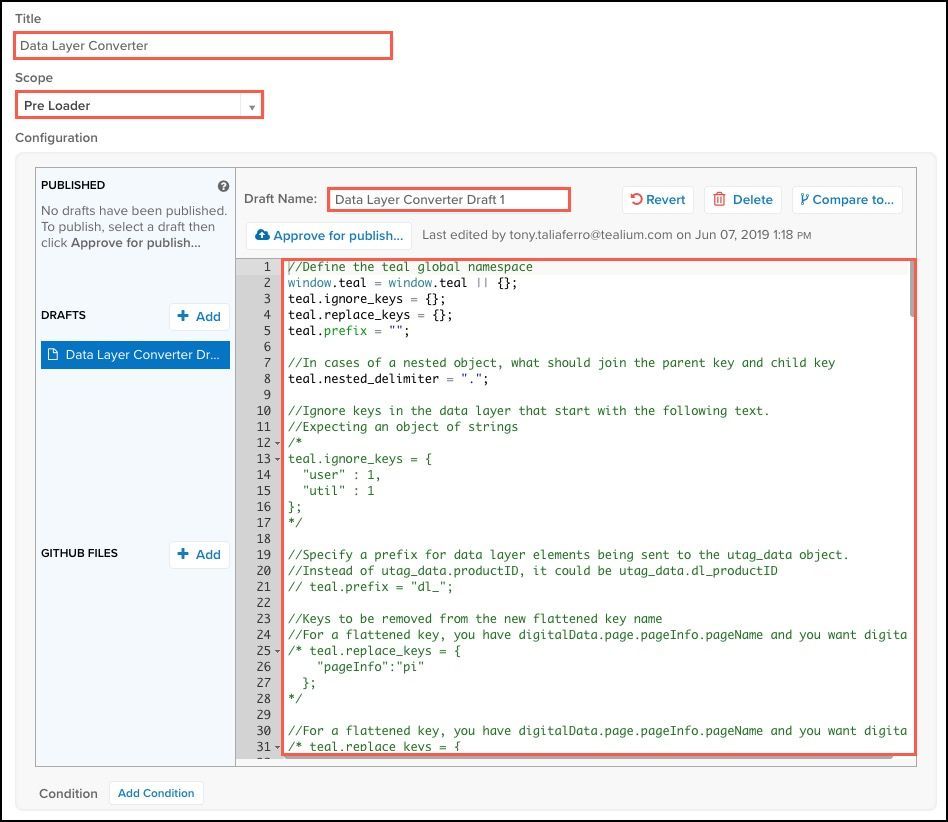 Title
Data Layer Converter
Scope
Pre Loader
Configuration
PUBLISHED
No drafts have been published.
To publish, select a draft then
click Approve for publish...
DRAFTS
Add
Data Layer Converter Dr...
GITHUB FILES
Add
Draft Name: Data Layer Converter Draft 1
Revert
Delete
Compare to...
Approve for publish...
Last edited by tony.taliaferro@tealium.com on Jun 07, 2019 1:18 PM
1 //Define the teal global namespace
2 window.teal = window.teal || {};
3 teal.ignore_keys = {};
4 teal.replace_keys = {};
5 teal.prefix = "";
6
7 //In cases of a nested object, what should join the parent key and child key
8 teal.nested_delimiter = ".";
9
10 //Ignore keys in the data layer that start with the following text.
11 //Expecting an object of strings
12 /*
13 teal.ignore_keys = {
14 "user" : 1,
15 "util" : 1
16 };
17 */
18
19 //Specify a prefix for data layer elements being sent to the utag_data object.
20 //Instead of utag_data.productID, it could be utag_data.dl_productID
21 // teal.prefix = "dl_";
22
23 //Keys to be removed from the new flattened key name
24 //For a flattened key, you have digitalData.page.pageInfo.pageName and you want digita
25 /* teal.replace_keys = {
26 "pageInfo":"pi"
27 };
28 */
29
30 //For a flattened key, you have digitalData.page.pageInfo.pageName and you want digita
31 /* teal.replace_keys = {
Condition
Add Condition